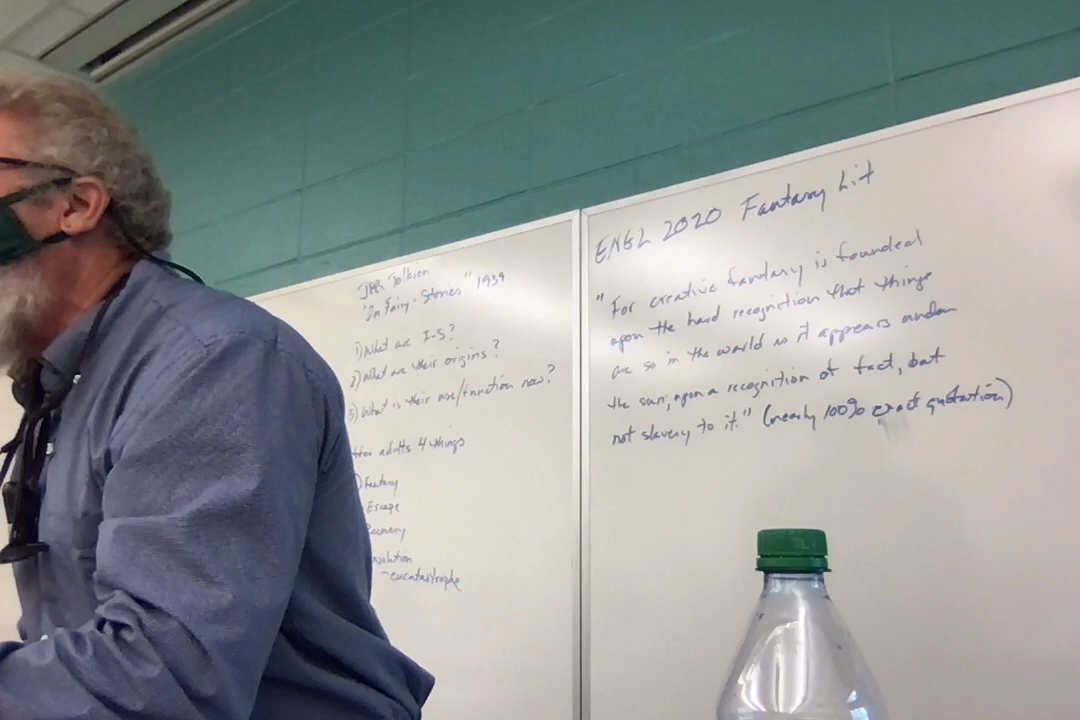 JRR Tolkien
"On Fairy-Stories" 1939
1) What are F-S?
2) What are their origins?
3) What is their use/function now?
adults 4 things
Fantasy
Escape
Recovery
-eucatastrophe
ENGL 2020 Fantasy Lit
"For creative fantasy is founded
upon the hard recognition that things
are so in the world as it appears under
the sun; upon a recognition of fact, but
not slavery to it." (nearly 100% exact quotation)